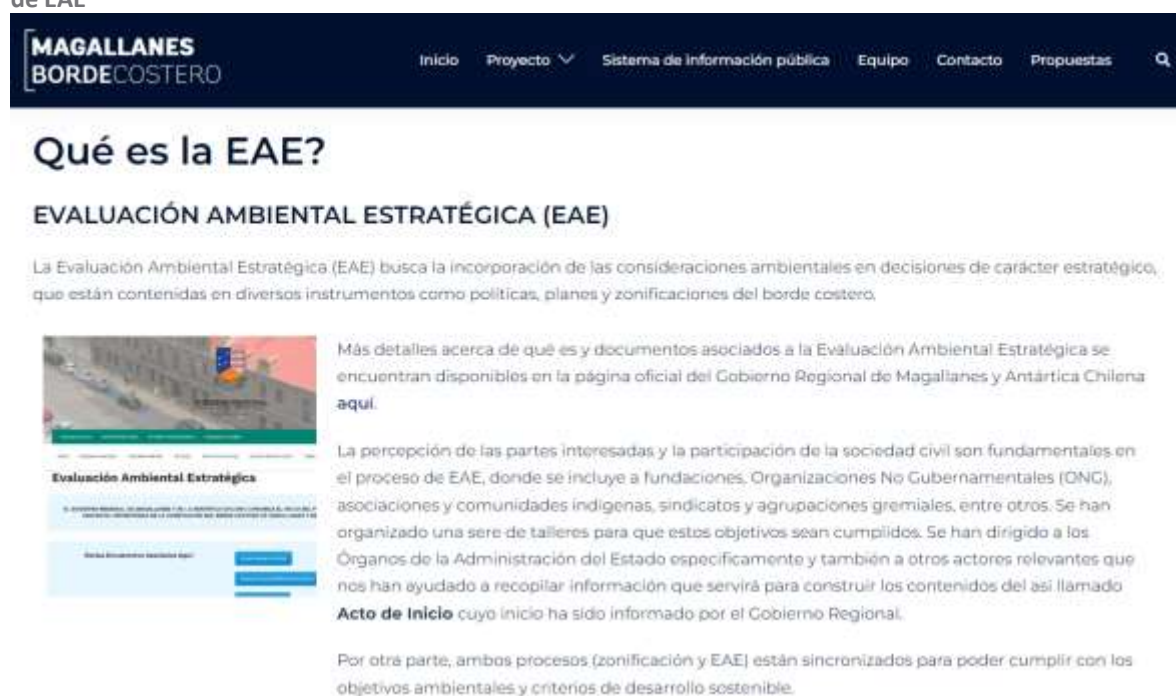 de EAE
MAGALLANES
BORDECOSTERO
Inicio Proyecto Sistema de información pública Equipo Contacto Propuestas
Qué es la EAE?
EVALUACIÓN AMBIENTAL ESTRATÉGICA (EAE)
La Evaluación Ambiental Estratégica (EAE) busca la incorporación de las consideraciones ambientales en decisiones de carácter estratégico,
que están contenidas en diversos instrumentos como políticas, planes y zonificaciones del borde costero.
Más detalles acerca de qué es y documentos asociados a la Evaluación Ambiental Estratégica se
encuentran disponibles en la página oficial del Gobierno Regional de Magallanes y Antártica Chilena
aquí.
La percepción de las partes interesadas y la participación de la sociedad civil son fundamentales en
el proceso de EAE, donde se incluye a fundaciones, Organizaciones No Gubernamentales (ONG),
asociaciones y comunidades indígenas, sindicatos y agrupaciones gremiales, entre otros. Se han
organizado una sere de talleres para que estos objetivos sean cumplidos. Se han dirigido a los
Órganos de la Administración del Estado específicamente y también a otros actores relevantes que
nos han ayudado a recopilar información que servirá para construir los contenidos del así llamado
Acto de Inicio cuyo inicio ha sido informado por el Gobierno Regional.
Por otra parte, ambos procesos (zonificación y EAE) están sincronizados para poder cumplir con los
objetivos ambientales y criterios de desarrollo sostenible.
Evaluación Ambiental Estratégica